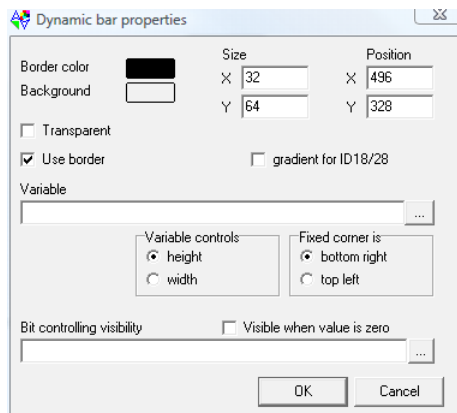 Dynamic bar properties
Size
Position
Border color
X 32
X 496
Background
Y 64
Y 328
Transparent
Use border
gradient for ID18/28
Variable
...
Variable controls
Fixed corner is
height
bottom right
width
top left
Bit controlling visibility
Visible when value is zero
...
OK
Cancel